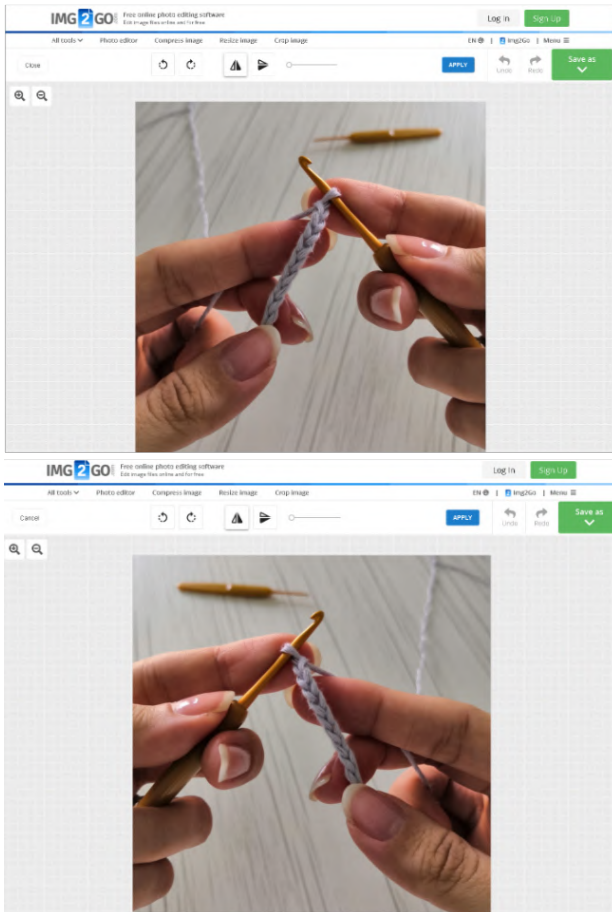 IMG2GO Free online photo editing software
Edit image files online and for free
Log In Sign Up
All tools Photo editor Compress image Resize image Crop image EN | Img2Go | Menu
Close APPLY Undo Redo Save as
IMG2GO Free online photo editing software
Edit image files online and for free
Log In Sign Up
All tools Photo editor Compress image Resize image Crop image EN | Img2Go | Menu
Cancel APPLY Undo Redo Save as